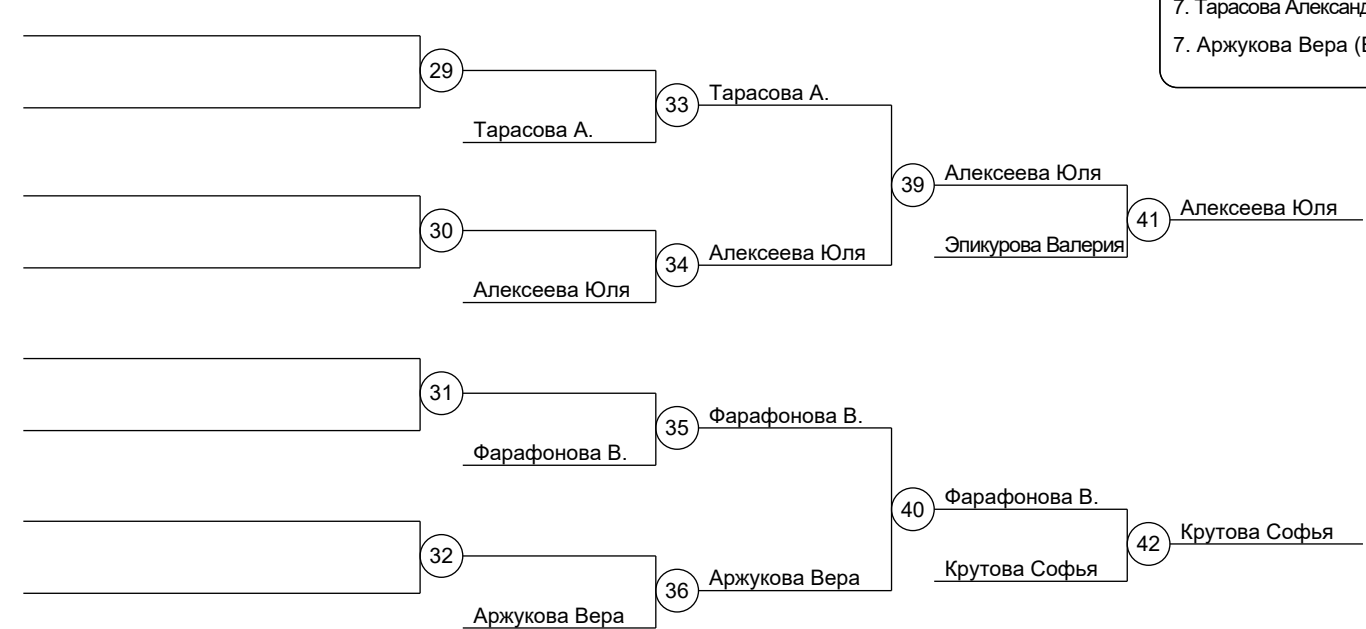 7. Тарасова
7. Аржукова Вера
29
33
Тарасова А.
Тарасова А.
39
Алексеева Юля
41
Алексеева Юля
30
34
Алексеева Юля
Эпикурова Валерия
Алексеева Юля
31
35
Фарафонова В.
Фарафонова В.
40
Фарафонова В.
42
Крутова Софья
32
36
Аржукова Вера
Крутова Софья
Аржукова Вера